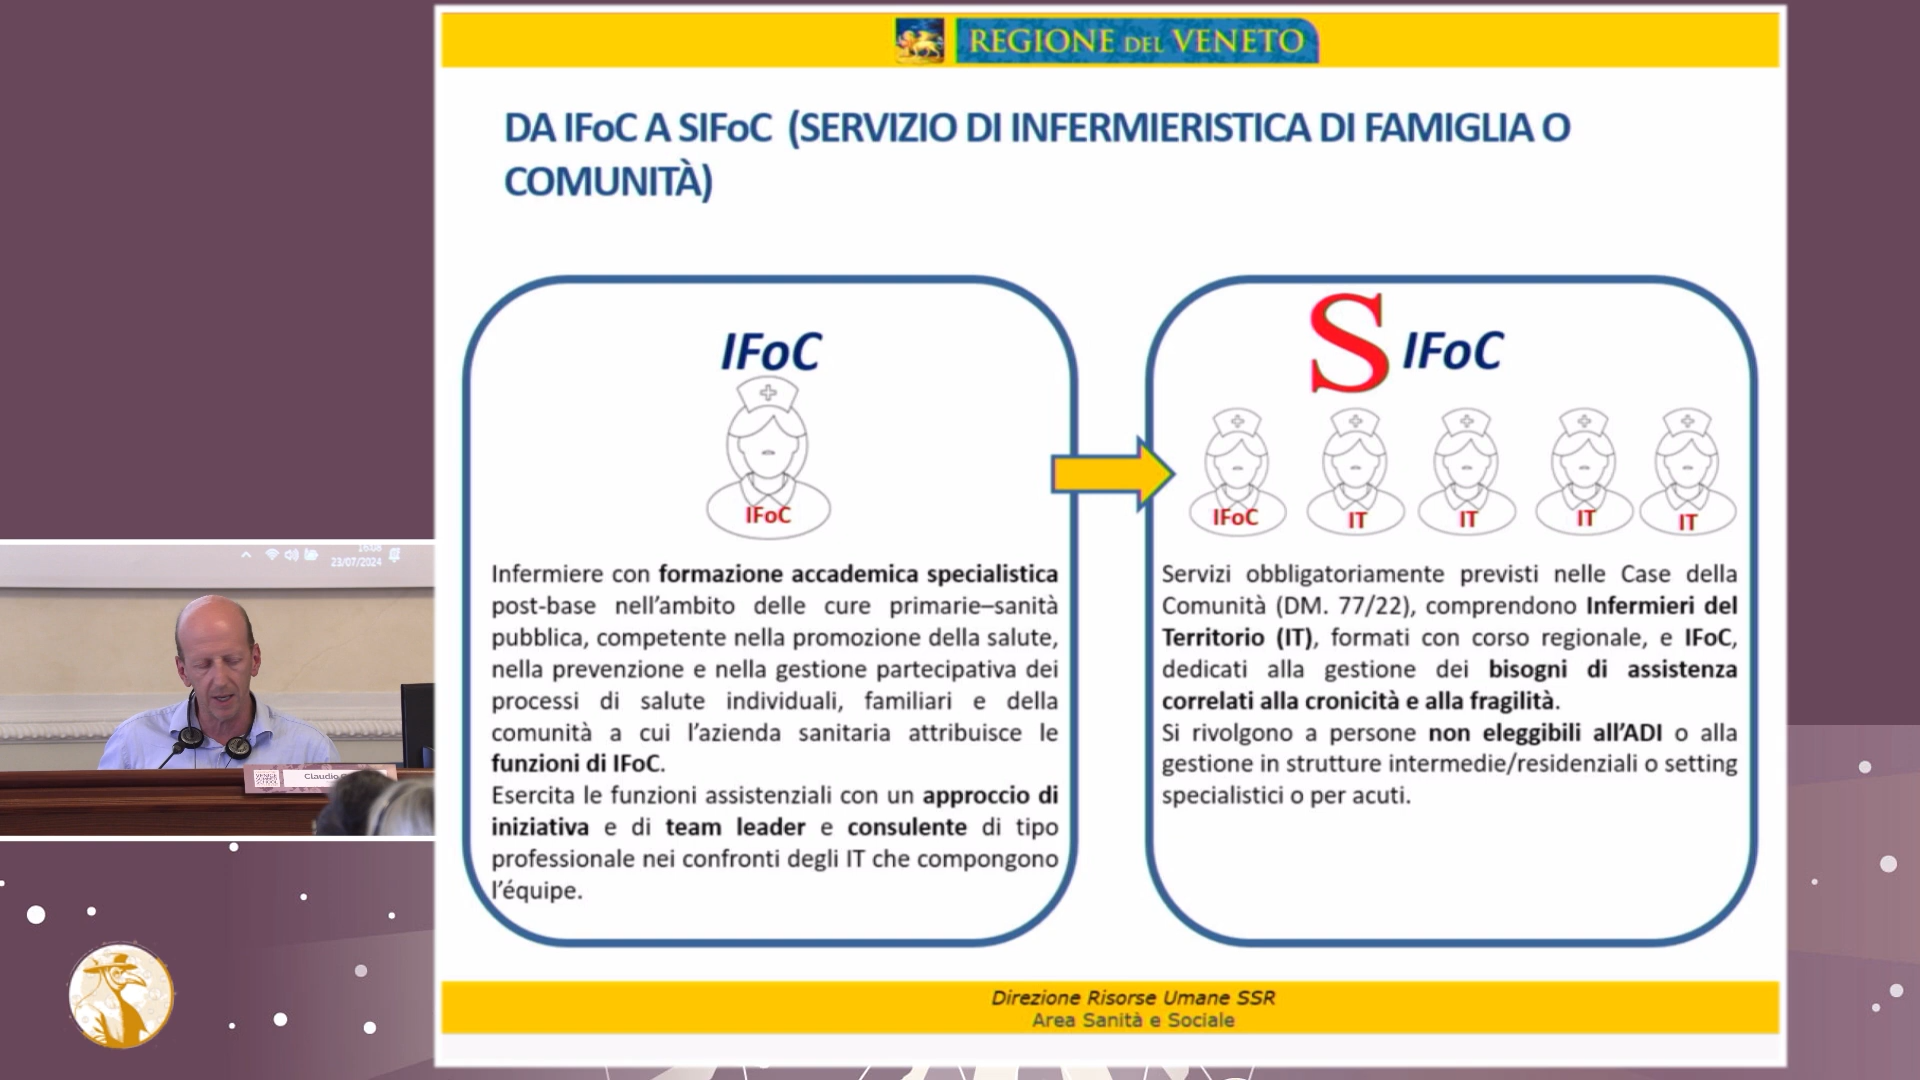 REGIONE DEL VENETO
DA IFoC A SIFoC (SERVIZIO DI INFERMIERISTICA DI FAMIGLIA O
COMUNITÀ)
IFoC
IFoC
Infermiere con formazione accademica specialistica
post-base nell’ambito delle cure primarie–sanità
pubblica, competente nella promozione della salute,
nella prevenzione e nella gestione partecipativa dei
processi di salute individuali, familiari e della
comunità a cui l’azienda sanitaria attribuisce le
funzioni di IFoC.
Esercita le funzioni assistenziali con un approccio di
iniziativa e di team leader e consulente di tipo
professionale nei confronti degli IT che compongono
l’équipe.
S IFoC
IFoC IT IT IT IT
Servizi obbligatoriamente previsti nelle Case della
Comunità (DM. 77/22), comprendono Infermieri del
Territorio (IT), formati con corso regionale, e IFoC,
dedicati alla gestione dei bisogni di assistenza
correlati alla cronicità e alla fragilità.
Si rivolgono a persone non eleggibili all’ADI o alla
gestione in strutture intermedie/residenziali o setting
specialistici o per acuti.
Direzione Risorse Umane SSR
Area Sanità e Sociale
23/07/2024
Claudio